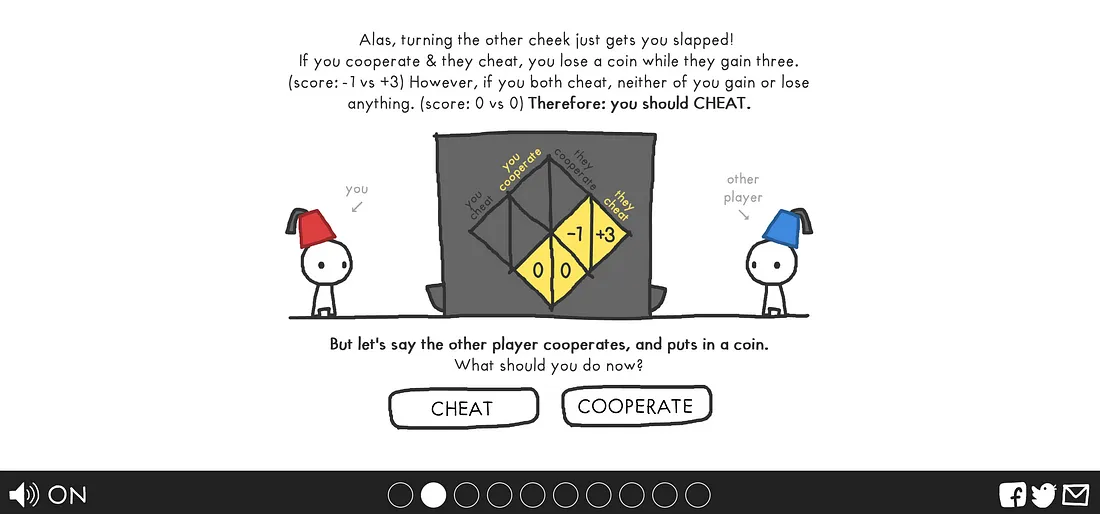 Alas, turning the other cheek just gets you slapped!
If you cooperate & they cheat, you lose a coin while they gain three.
(score: -1 vs +3) However, if you both cheat, neither of you gain or lose
anything. (score: 0 vs 0) Therefore: you should CHEAT.
you
cooperate
they
cooperate
you
cheat
they
cheat
you
other
player
-1 +3
0 0
But let's say the other player cooperates, and puts in a coin.
What should you do now?
CHEAT
COOPERATE
ON